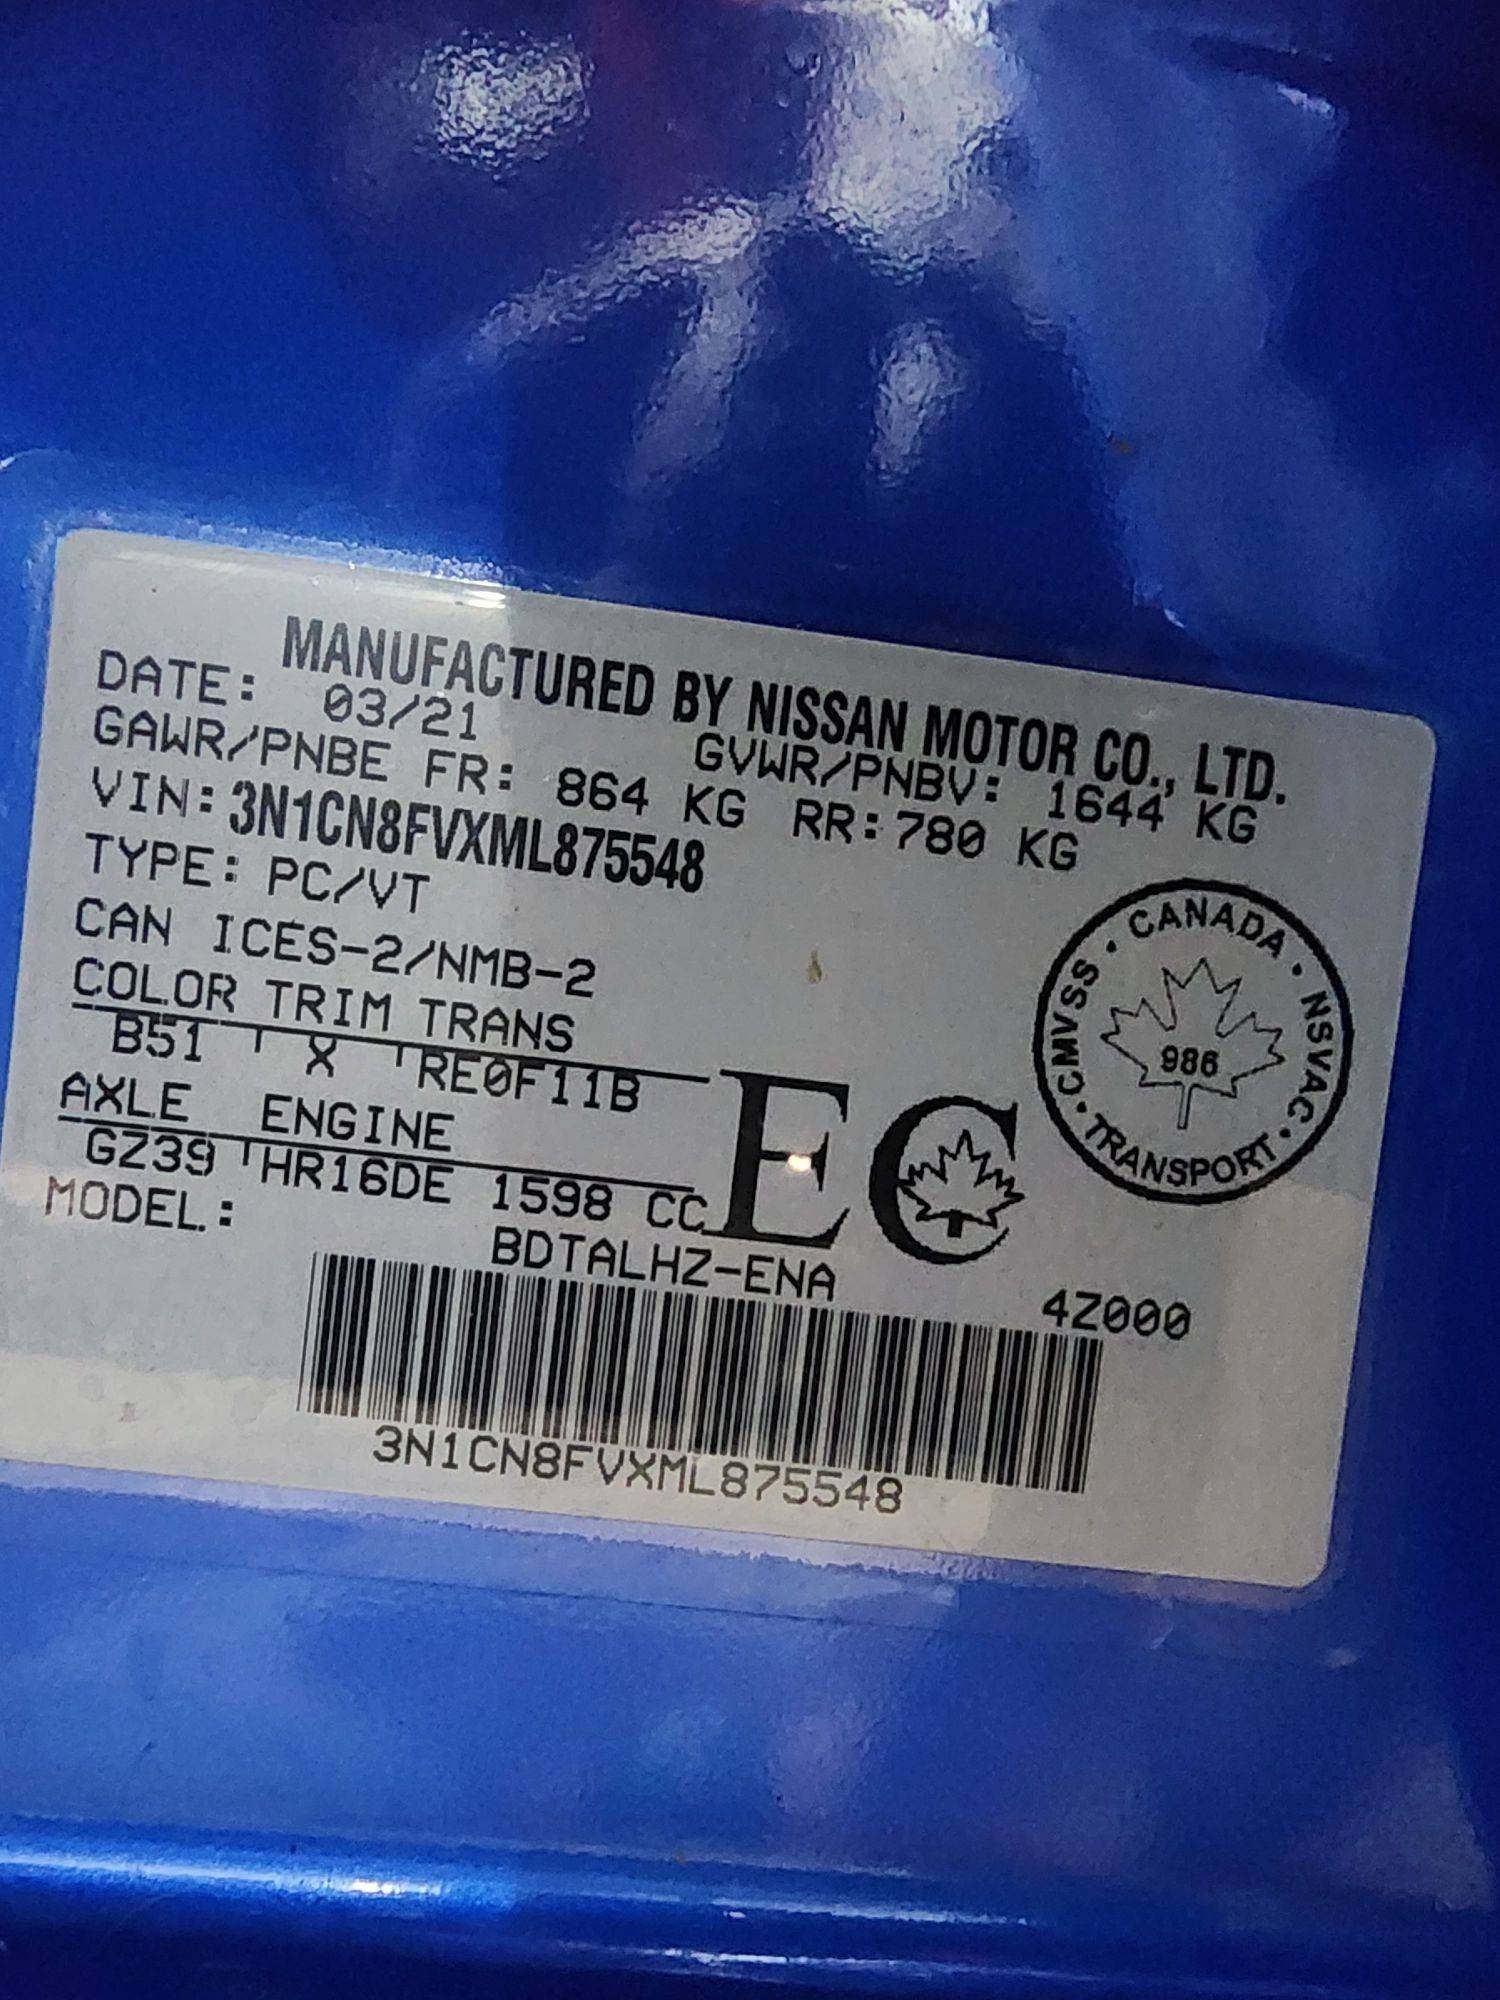 MANUFACTURED BY NISSAN MOTOR CO., LTD.
DATE: 03/21 GVWR/PNBV: 1644 KG
GAWR/PNBE FR: 864 KG RR: 780 KG
VIN: 3N1CN8FVXML875548
TYPE: PC/VT
CAN ICES-2/NMB-2
COLOR TRIM TRANS
B51 X RE0F11B
AXLE ENGINE
GZ39 HR16DE 1598 CC
EC
CANADA · NSVAC · TRANSPORT · CMVSS ·
986
MODEL: BDTALHZ-ENA
4Z000
3N1CN8FVXML875548